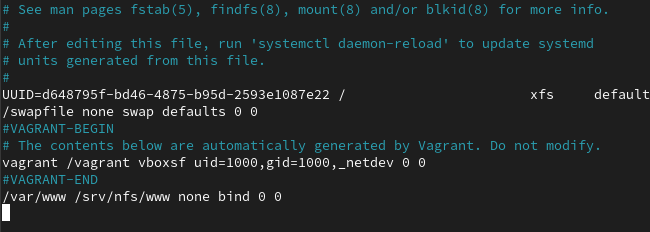 # See man pages fstab(5), findfs(8), mount(8) and/or blkid(8) for more info.
#
# After editing this file, run 'systemctl daemon-reload' to update systemd
# units generated from this file.
#
UUID=d648795f-bd46-4875-b95d-2593e1087e22 / xfs default
/swapfile none swap defaults 0 0
#VAGRANT-BEGIN
# The contents below are automatically generated by Vagrant. Do not modify.
vagrant /vagrant vboxsf uid=1000,gid=1000,_netdev 0 0
#VAGRANT-END
/var/www /srv/nfs/www none bind 0 0